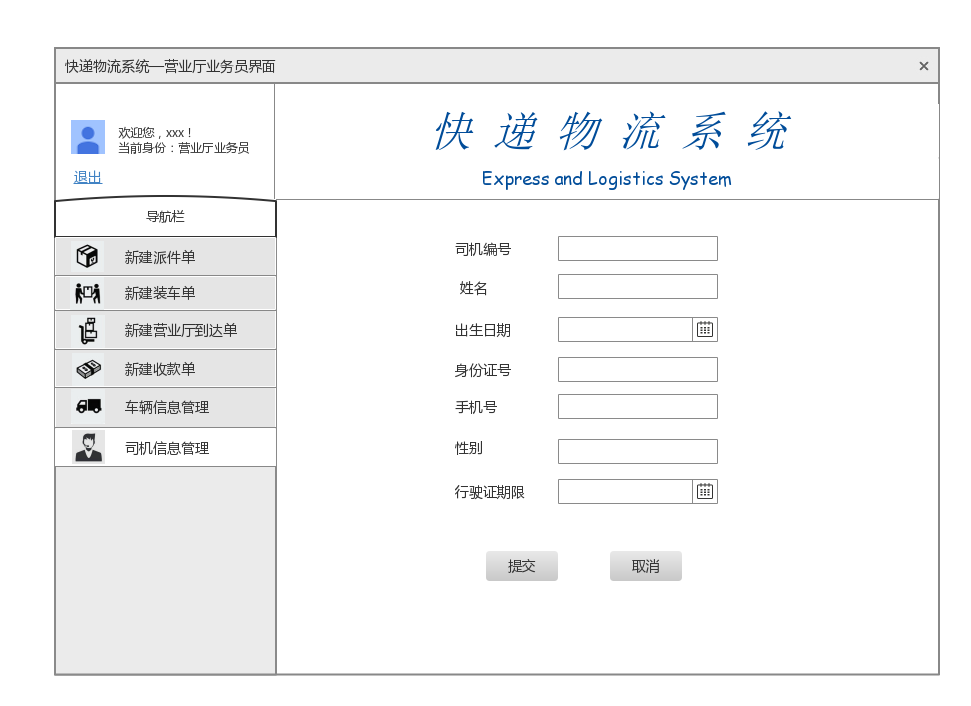 快递物流系统—营业厅业务员界面
欢迎您，xxx！
当前身份：营业厅业务员
退出
快递物流系统
Express and Logistics System
导航栏
新建派件单
新建装车单
新建营业厅到达单
新建收款单
车辆信息管理
司机信息管理
司机编号
姓名
出生日期
身份证号
手机号
性别
行驶证期限
提交
取消